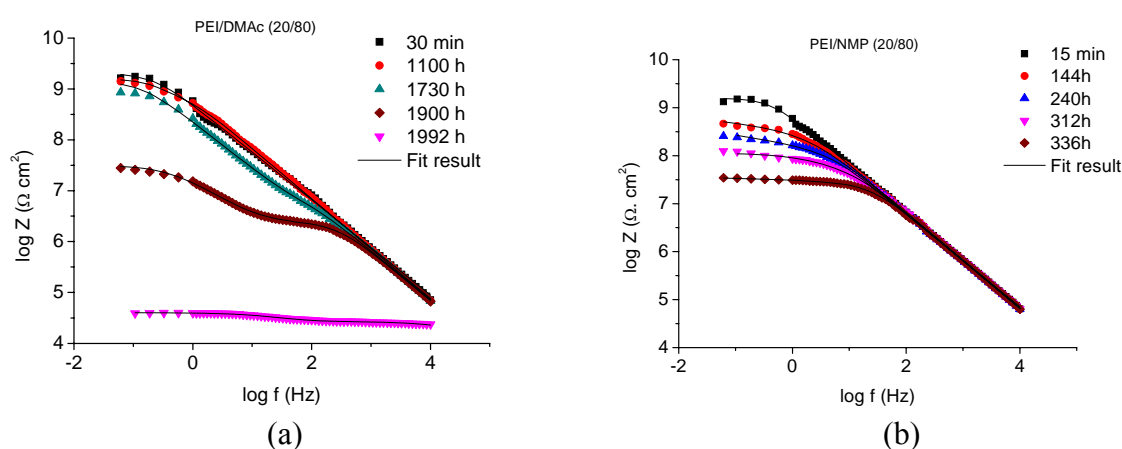 PEI/DMAc (20/80)
10
9
8
7
6
5
4
-2
0
2
4
log Z (Ω cm²)
log f (Hz)
30 min
1100 h
1730 h
1900 h
1992 h
Fit result
(a)
PEI/NMP (20/80)
10
9
8
7
6
5
4
-2
0
2
4
log Z (Ω. cm²)
log f (Hz)
15 min
144h
240h
312h
336h
Fit result
(b)